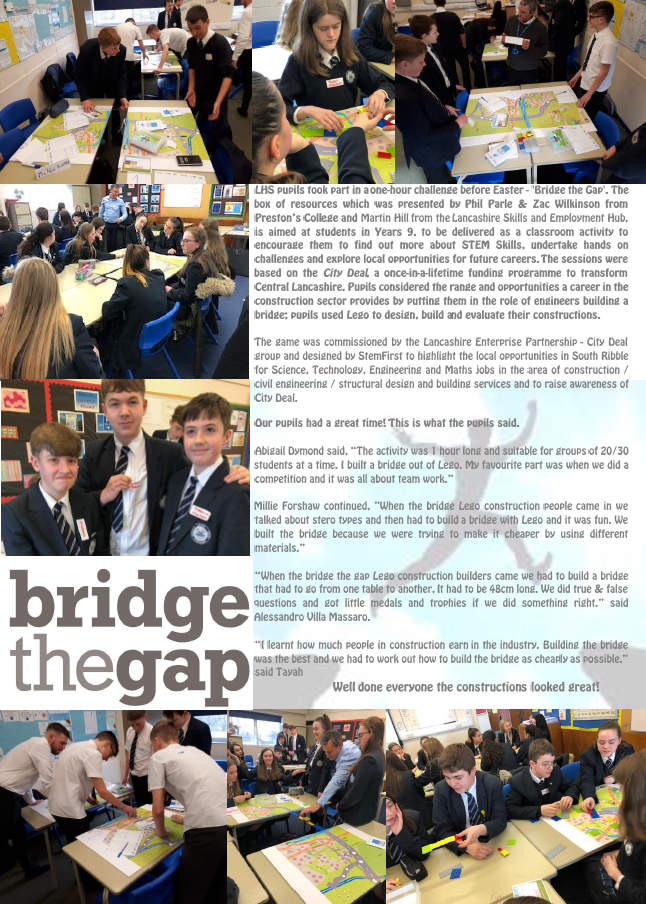 LHS pupils took part in a one-hour challenge before Easter - 'Bridge the Gap'. The
box of resources which was presented by Phil Parle & Zac Wilkinson from
Preston's College and Martin Hill from the Lancashire Skills and Employment Hub,
is aimed at students in Years 9, to be delivered as a classroom activity to
encourage them to find out more about STEM Skills, undertake hands on
challenges and explore local opportunities for future careers. The sessions were
based on the City Deal, a once-in-a-lifetime funding programme to transform
Central Lancashire. Pupils considered the range and opportunities a career in the
construction sector provides by putting them in the role of engineers building a
bridge; pupils used Lego to design, build and evaluate their constructions.
The game was commissioned by the Lancashire Enterprise Partnership - City Deal
group and designed by StemFirst to highlight the local opportunities in South Ribble
for Science, Technology, Engineering and Maths jobs in the area of construction /
civil engineering / structural design and building services and to raise awareness of
City Deal.
Our pupils had a great time! This is what the pupils said.
Abigail Dymond said, "The activity was 1 hour long and suitable for groups of 20/30
students at a time. I built a bridge out of Lego. My favourite part was when we did a
competition and it was all about team work."
Millie Forshaw continued, "When the bridge Lego construction people came in we
talked about stero types and then had to build a bridge with Lego and it was fun. We
built the bridge because we were trying to make it cheaper by using different
materials."
"When the bridge the gap Lego construction builders came we had to build a bridge
that had to go from one table to another. It had to be 48cm long. We did true & false
questions and got little medals and trophies if we did something right." said
Alessandro Villa Massaro.
"I learnt how much people in construction earn in the industry. Building the bridge
was the best and we had to work out how to build the bridge as cheaply as possible."
said Tayah
Well done everyone the constructions looked great!
bridge
thegap